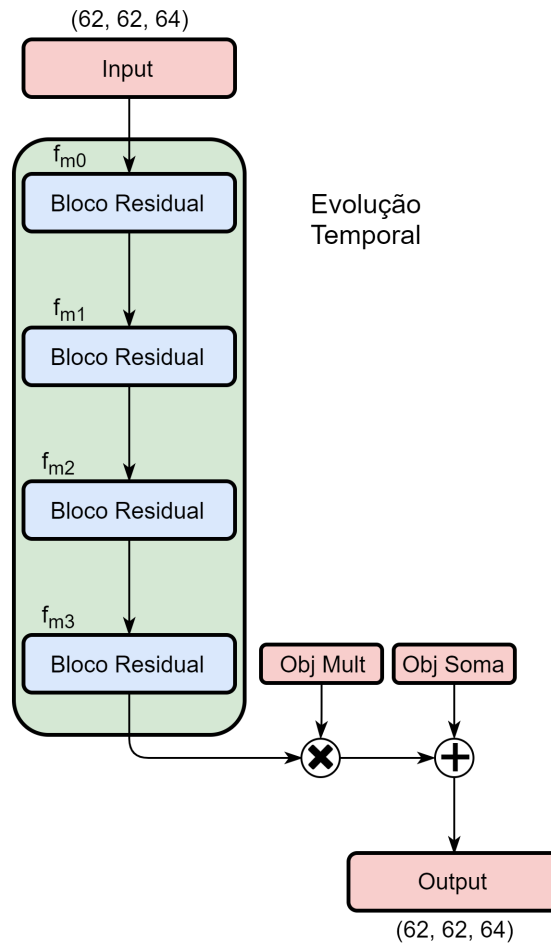 (62, 62, 64)
Input
fm0
Bloco Residual
Evolução
Temporal
fm1
Bloco Residual
fm2
Bloco Residual
fm3
Bloco Residual
Obj Mult
Obj Soma
Output
(62, 62, 64)